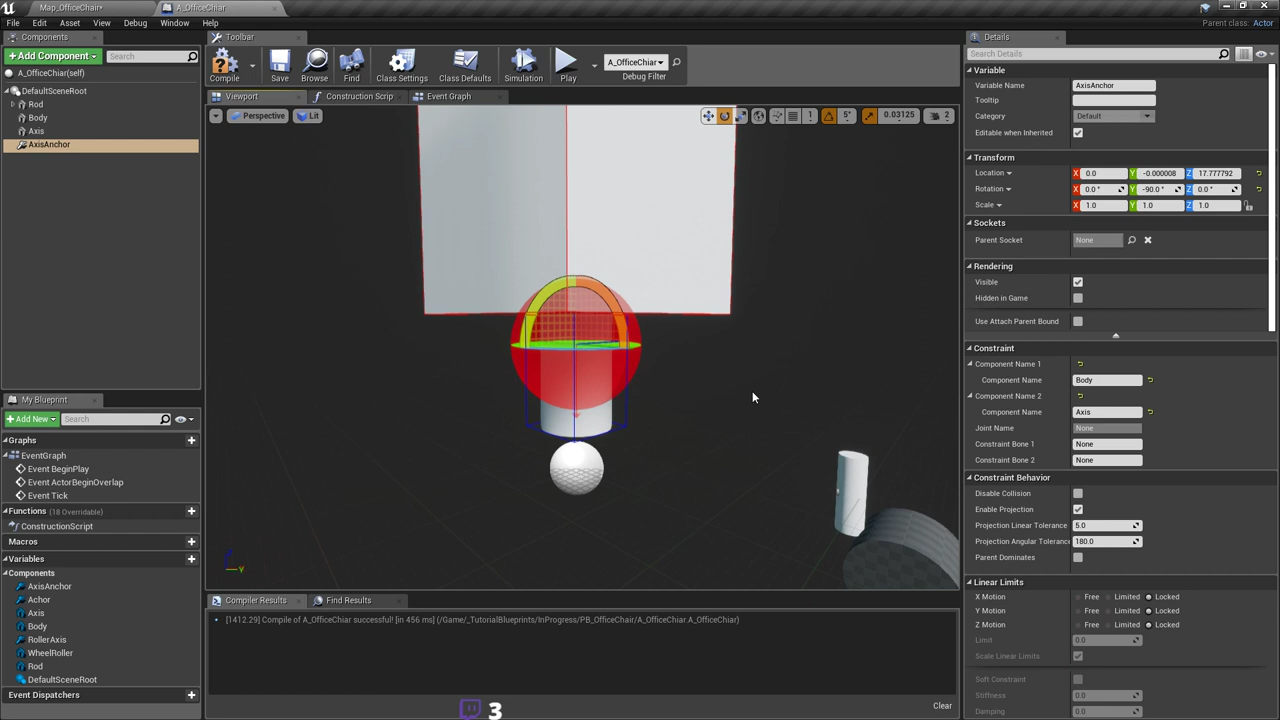 Map_OfficeChiar*
A_OfficeChiar
File Edit Asset View Debug Window Help
Parent class: Actor
Components
+ Add Component
Search
A_OfficeChiar(self)
DefaultSceneRoot
Rod
Body
Axis
AxisAnchor
My Blueprint
+ Add New
Search
Graphs
EventGraph
Event BeginPlay
Event ActorBeginOverlap
Event Tick
Functions (18 Overridable)
ConstructionScript
Macros
Variables
Components
AxisAnchor
Achor
Axis
Body
RollerAxis
WheelRoller
Rod
DefaultSceneRoot
Event Dispatchers
Toolbar
Compile Save Browse Find Class Settings Class Defaults Simulation Play
A_OfficeChiar
Debug Filter
Viewport Construction Scrip Event Graph
Perspective Lit
1 5° 0.03125 2
z
y
Compiler Results Find Results
[1412.29] Compile of A_OfficeChiar successful! [in 456 ms] (/Game/_TutorialBlueprints/InProgress/PB_OfficeChair/A_OfficeChiar.A_OfficeChiar)
Clear
3
Details
Search Details
Variable
Variable Name AxisAnchor
Tooltip
Category Default
Editable when Inherited
Transform
Location X 0.0 Y -0.000008 Z 17.777792
Rotation X 0.0 ° Y -90.0 ° Z 0.0 °
Scale X 1.0 Y 1.0 Z 1.0
Sockets
Parent Socket None
Rendering
Visible
Hidden in Game
Use Attach Parent Bound
Constraint
Component Name 1
Component Name Body
Component Name 2
Component Name Axis
Joint Name None
Constraint Bone 1 None
Constraint Bone 2 None
Constraint Behavior
Disable Collision
Enable Projection
Projection Linear Tolerance 5.0
Projection Angular Toleranc 180.0
Parent Dominates
Linear Limits
X Motion Free Limited Locked
Y Motion Free Limited Locked
Z Motion Free Limited Locked
Limit 0.0
Scale Linear Limits
Soft Constraint
Stiffness 0.0
Damping 0.0